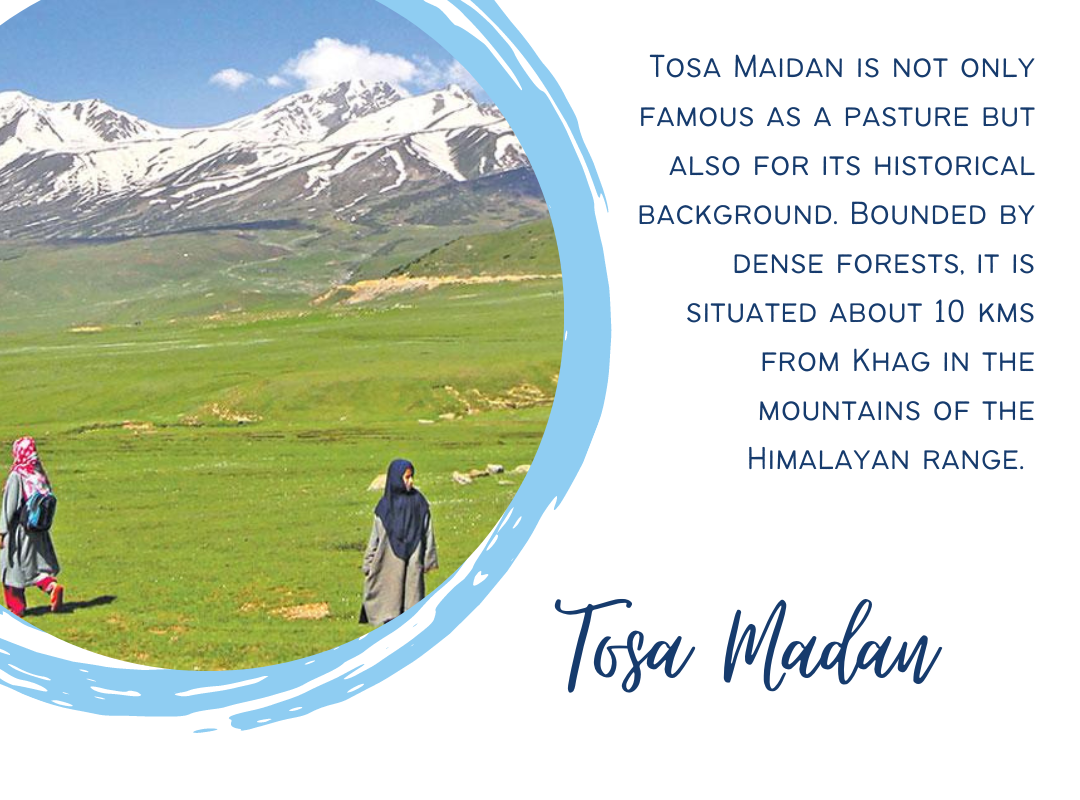 Tosa Maidan is not only
famous as a pasture but
also for its historical
background. Bounded by
dense forests, it is
situated about 10 kms
from Khag in the
mountains of the
Himalayan range.
Tosa Madan